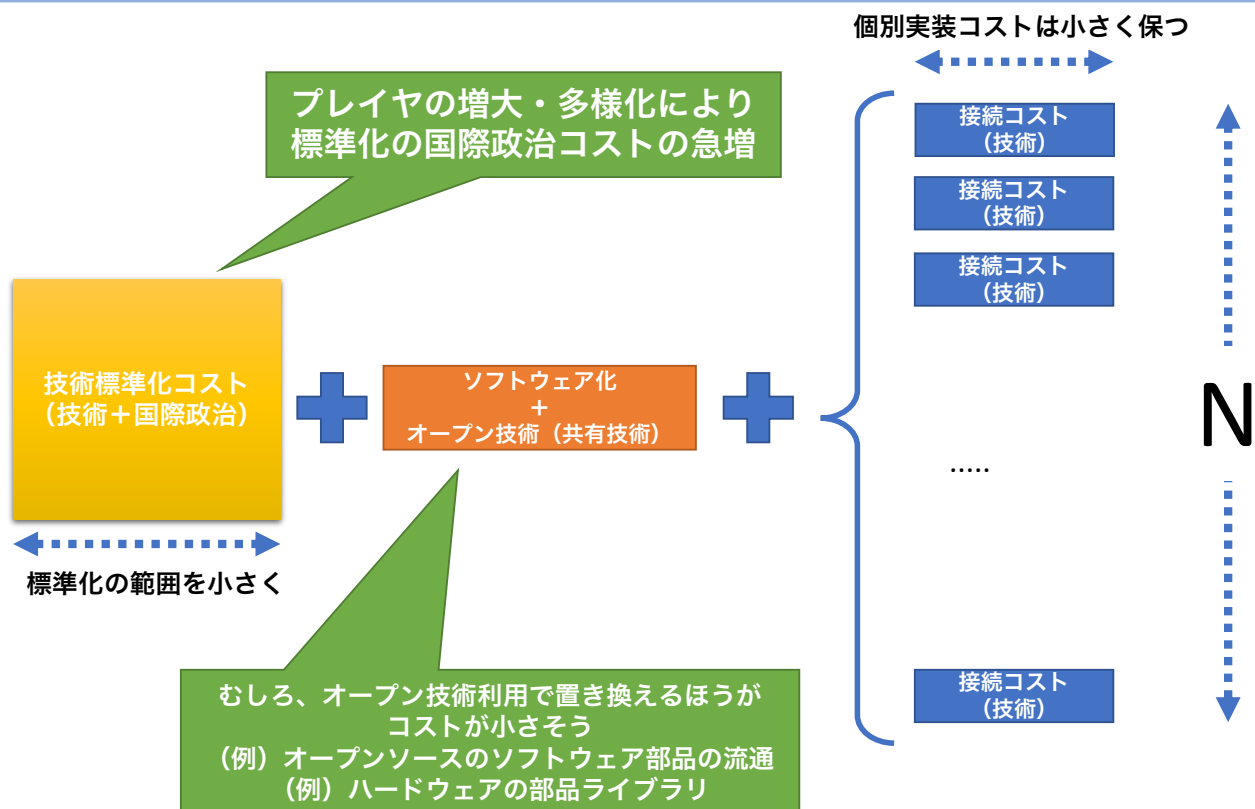 個別実装コストは小さく保つ
プレイヤの増大・多様化により
標準化の国際政治コストの急増
接続コスト
（技術）
接続コスト
（技術）
接続コスト
（技術）
技術標準化コスト
（技術＋国際政治）
ソフトウェア化
+
オープン技術（共有技術）
N
.....
標準化の範囲を小さく
むしろ、オープン技術利用で置き換えるほうが
コストが小さそう
（例）オープンソースのソフトウェア部品の流通
（例）ハードウェアの部品ライブラリ
接続コスト
（技術）